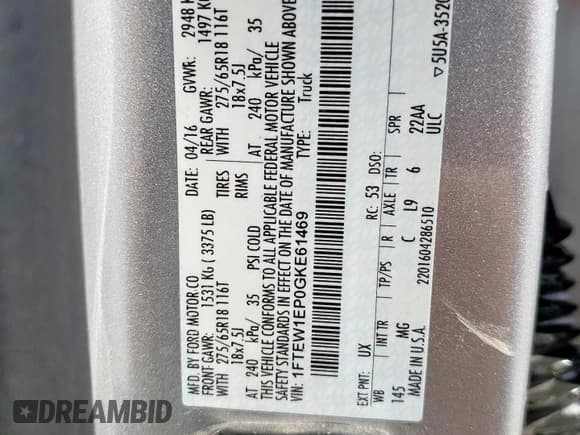 MFD. BY FORD MOTOR CO.
DATE: 04/16 GVWR: 2948 K
FRONT GAWR: 1531 KG ( 3375 LB) REAR GAWR: 1497 KG
WITH 275/65R18 116T TIRES WITH 275/65R18 116T
18x7.5J RIMS 18x7.5J
AT 240 kPa/ 35 PSI COLD AT 240 kPa/ 35
THIS VEHICLE CONFORMS TO ALL APPLICABLE FEDERAL MOTOR VEHICLE
SAFETY STANDARDS IN EFFECT ON THE DATE OF MANUFACTURE SHOWN ABOVE
VIN: 1FTEW1EP0GKE61469 TYPE: Truck
EXT PNT: UX RC: 53 DSO:
WB TP/PS R AXLE TR SPR
145 MG C L9 6 22AA
MADE IN U.S.A. 2201604286510 ULC
5U5A-3520
DREAMBID